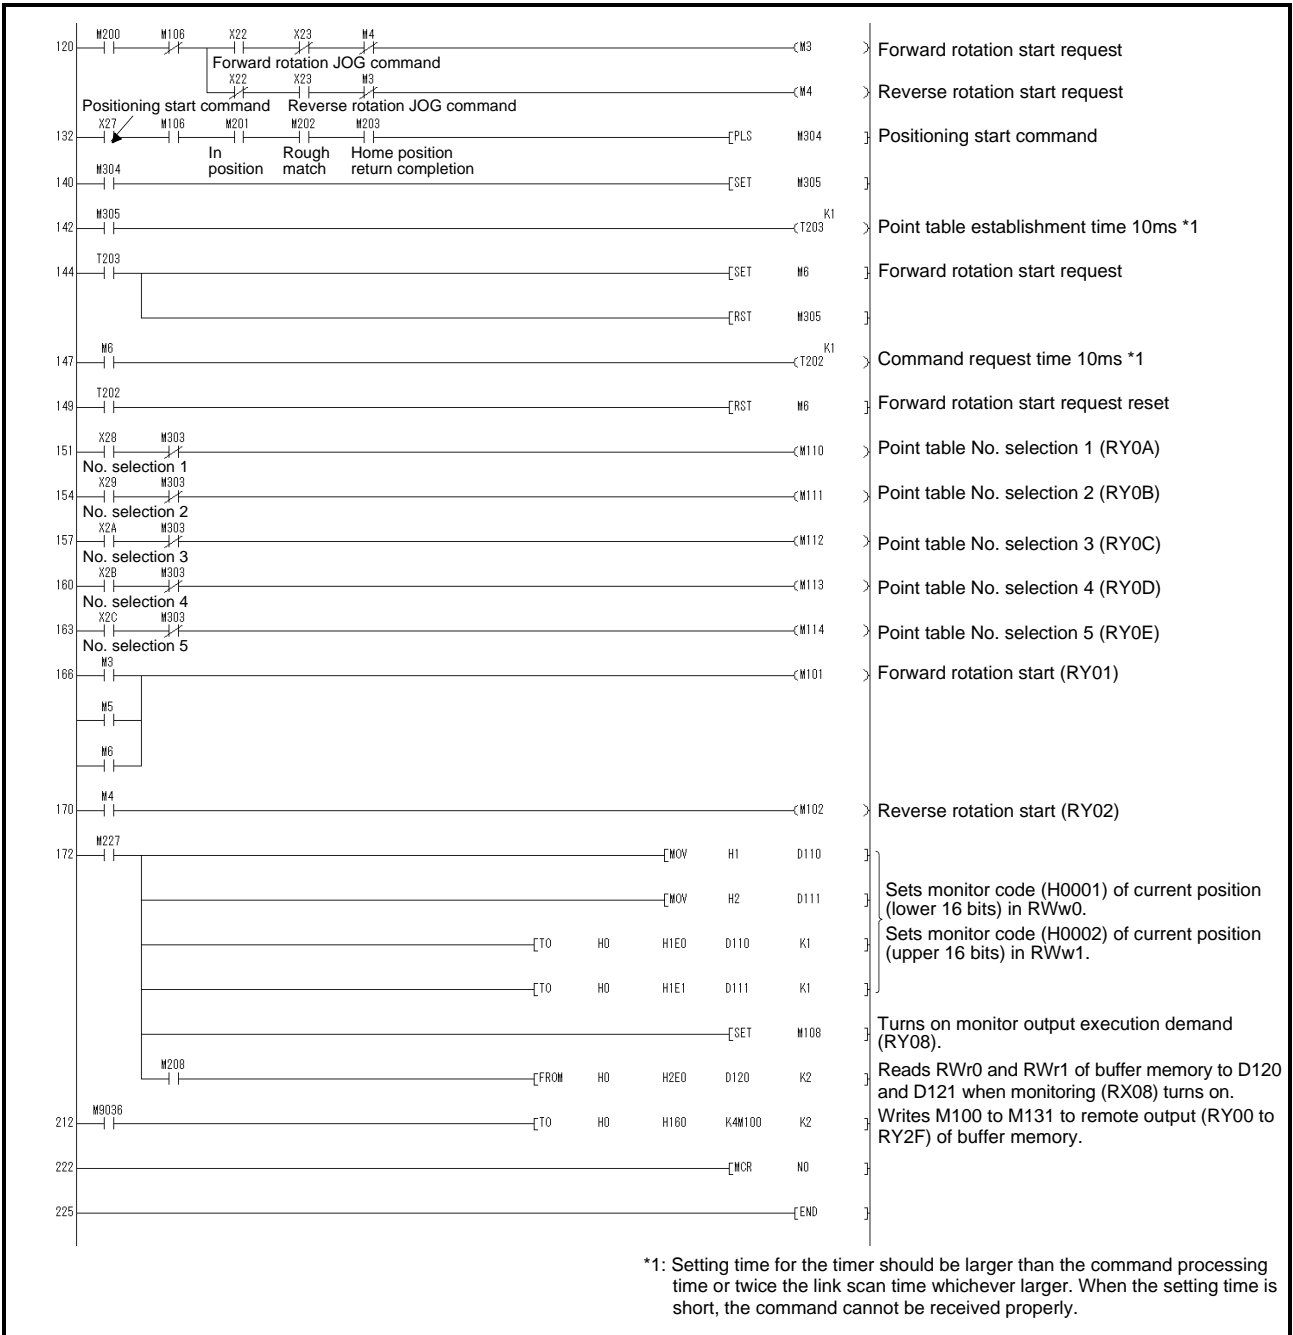 M200 M106 X22 X23 M4
120 (M3 ) Forward rotation start request
Forward rotation JOG command
X22 X23 M3
(M4 ) Reverse rotation start request
Positioning start command Reverse rotation JOG command
X27 M106 M201 M202 M203
132 [PLS M304 ] Positioning start command
In position Rough match Home position return completion
M304
140 [SET M305 ]
M305 K1
142 (T203 ) Point table establishment time 10ms *1
T203
144 [SET M6 ] Forward rotation start request
[RST M305 ]
M6 K1
147 (T202 ) Command request time 10ms *1
T202
149 [RST M6 ] Forward rotation start request reset
X28 M303
151 (M110 ) Point table No. selection 1 (RY0A)
No. selection 1
X29 M303
154 (M111 ) Point table No. selection 2 (RY0B)
No. selection 2
X2A M303
157 (M112 ) Point table No. selection 3 (RY0C)
No. selection 3
X2B M303
160 (M113 ) Point table No. selection 4 (RY0D)
No. selection 4
X2C M303
163 (M114 ) Point table No. selection 5 (RY0E)
No. selection 5
M3
166 (M101 ) Forward rotation start (RY01)
M5
M6
M4
170 (M102 ) Reverse rotation start (RY02)
M227
172 [MOV H1 D110 ]
[MOV H2 D111 ]
Sets monitor code (H0001) of current position
(lower 16 bits) in RWw0.
Sets monitor code (H0002) of current position
(upper 16 bits) in RWw1.
[TO H0 H1E0 D110 K1 ]
[TO H0 H1E1 D111 K1 ]
[SET M108 ] Turns on monitor output execution demand
(RY08).
M208
[FROM H0 H2E0 D120 K2 ] Reads RWr0 and RWr1 of buffer memory to D120
and D121 when monitoring (RX08) turns on.
M9036
212 [TO H0 H160 K4M100 K2 ] Writes M100 to M131 to remote output (RY00 to
RY2F) of buffer memory.
222 [MCR N0 ]
225 [END ]
*1: Setting time for the timer should be larger than the command processing
time or twice the link scan time whichever larger. When the setting time is
short, the command cannot be received properly.